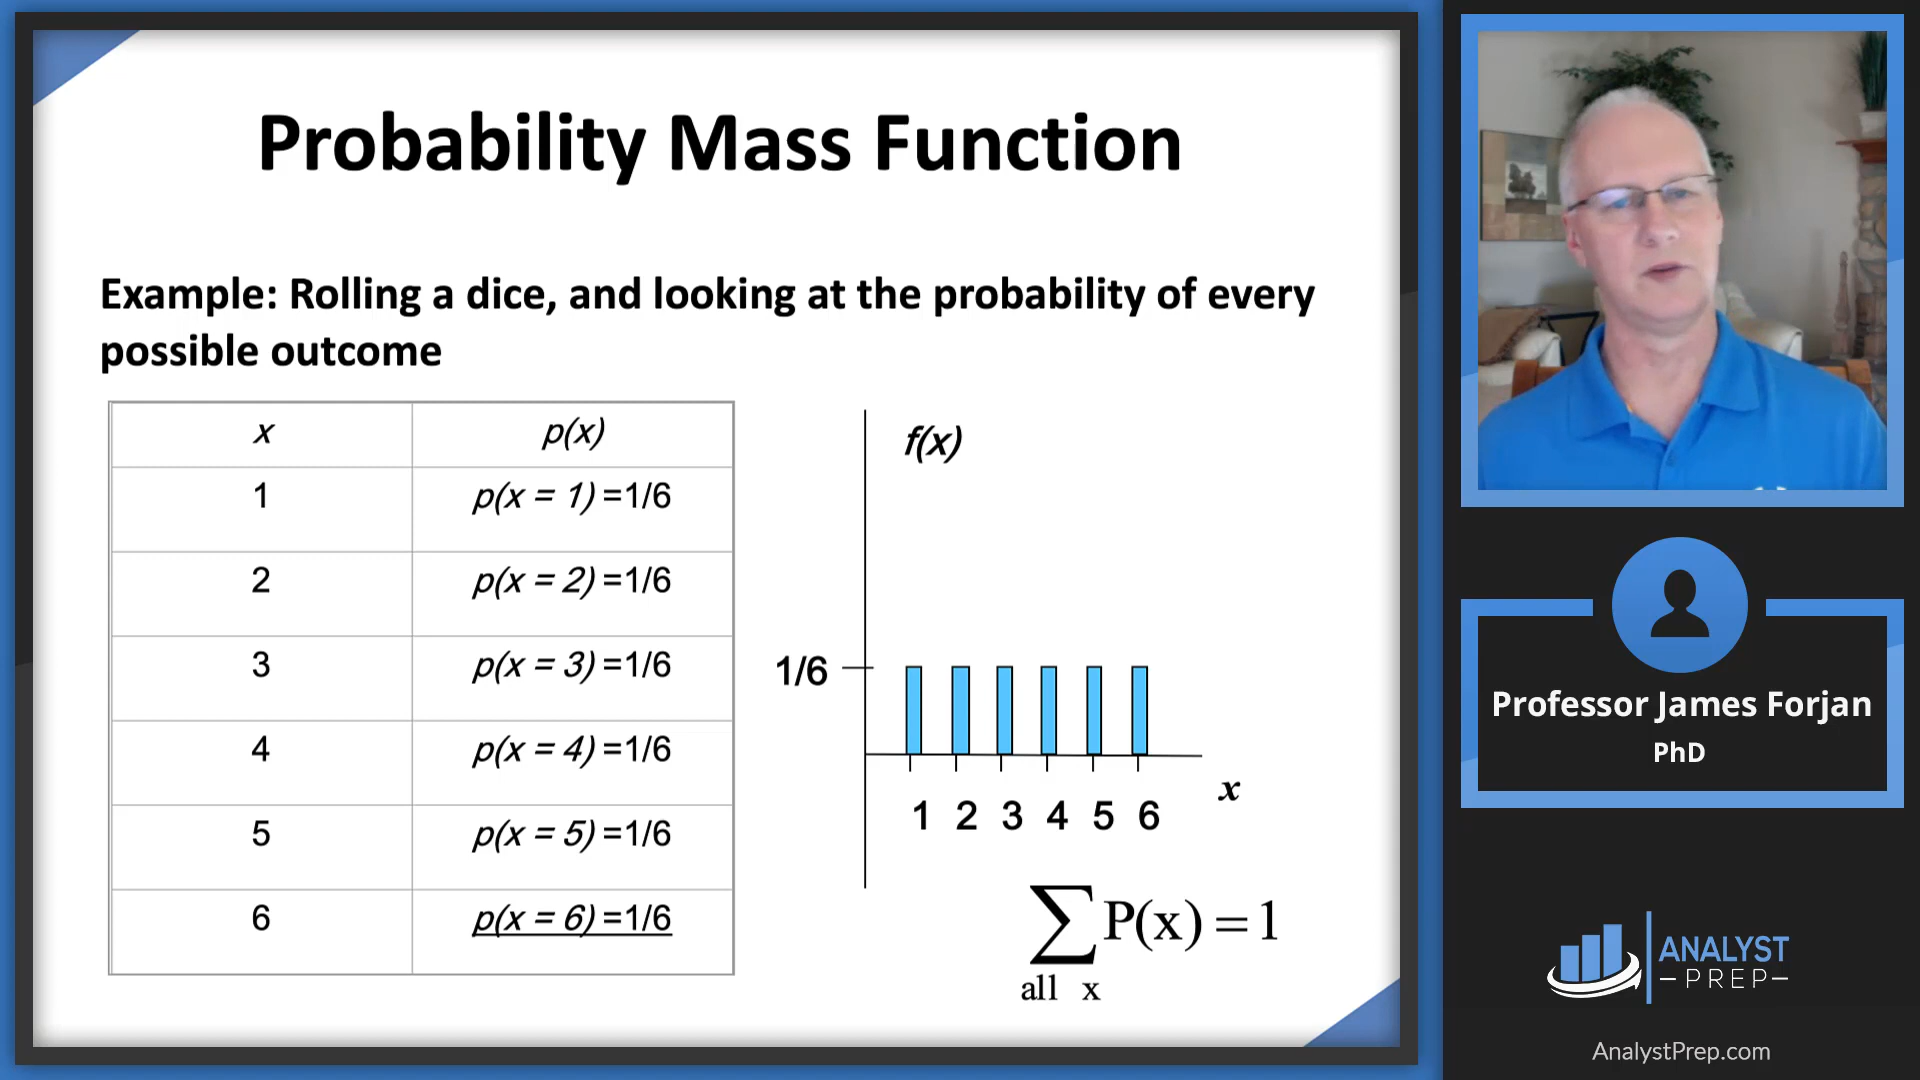 Probability Mass Function
Example: Rolling a dice, and looking at the probability of every
possible outcome
x p(x)
1 p(x = 1) =1/6
2 p(x = 2) =1/6
3 p(x = 3) =1/6
4 p(x = 4) =1/6
5 p(x = 5) =1/6
6 p(x = 6) =1/6
f(x)
1/6
x
1 2 3 4 5 6
∑ P(x) = 1
all x
Professor James Forjan
PhD
ANALYST
PREP
AnalystPrep.com